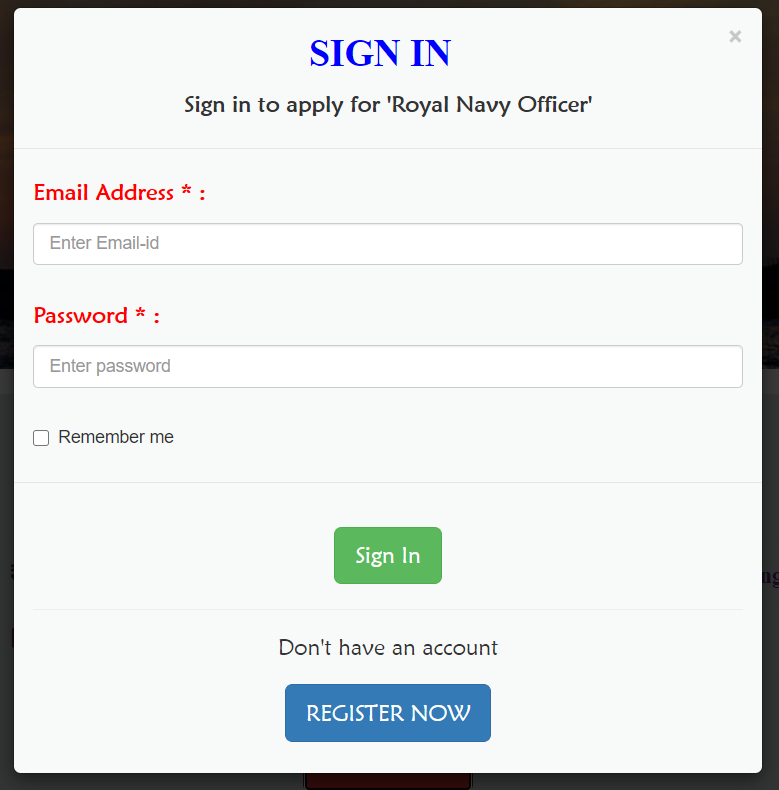 SIGN IN
×
Sign in to apply for 'Royal Navy Officer'
Email Address * :
Enter Email-id
Password * :
Enter password
Remember me
Sign In
Don't have an account
REGISTER NOW